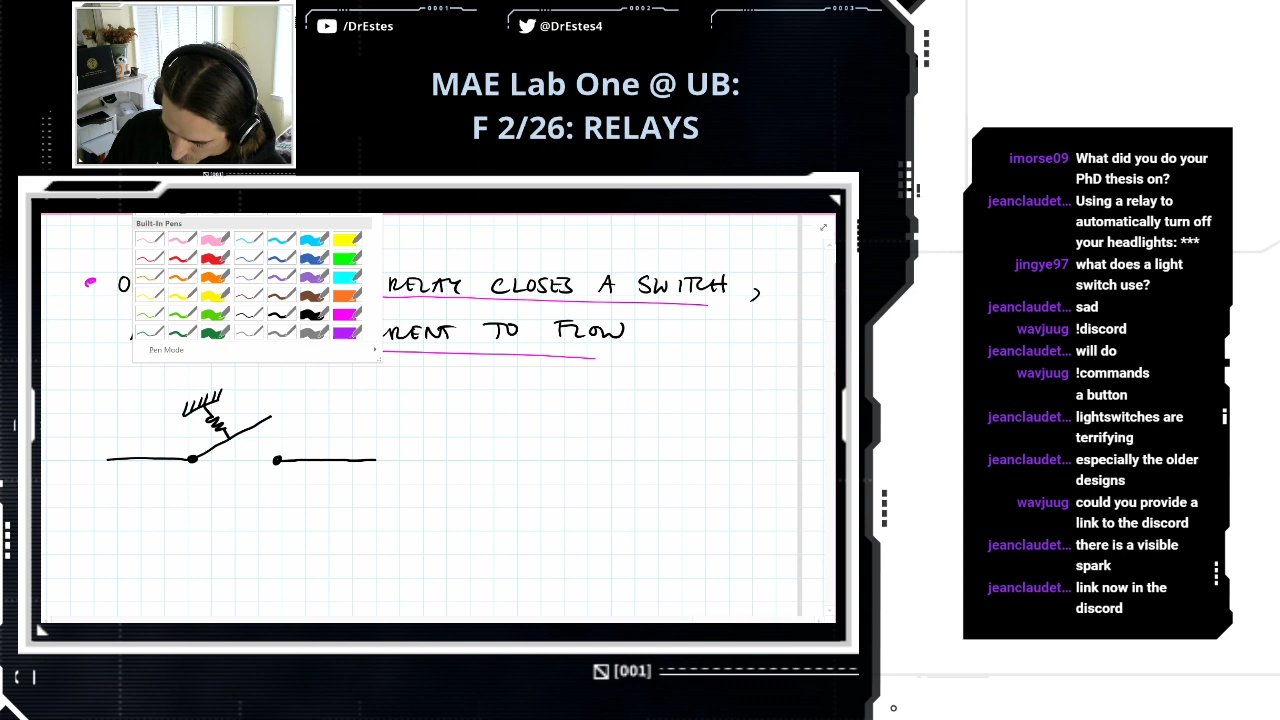 0001
0002
0003
/DrEstes
@DrEstes4
MAE Lab One @ UB:
F 2/26: RELAYS
[001]
Built-In Pens
Pen Mode
O RELAY CLOSES A SWITCH,
RENT TO FLOW
[001]
imorse09 What did you do your
PhD thesis on?
jeanclaudet... Using a relay to
automatically turn off
your headlights: ***
jingye97 what does a light
switch use?
jeanclaudet... sad
wavjuug !discord
jeanclaudet... will do
wavjuug !commands
a button
jeanclaudet... lightswitches are
terrifying
jeanclaudet... especially the older
designs
wavjuug could you provide a
link to the discord
jeanclaudet... there is a visible
spark
jeanclaudet... link now in the
discord